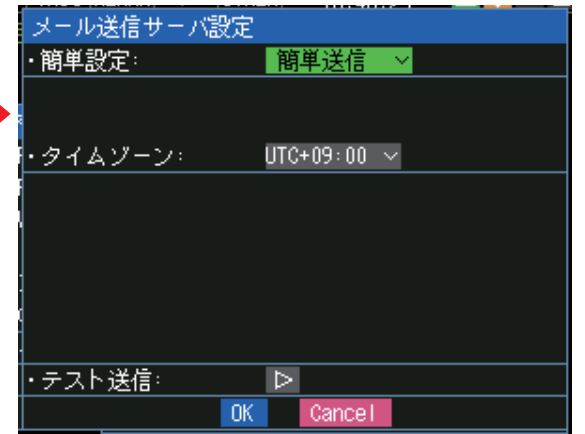 メール送信サーバ設定
・簡単設定: 簡単送信
・タイムゾーン: UTC+09:00
・テスト送信:
OK Cancel